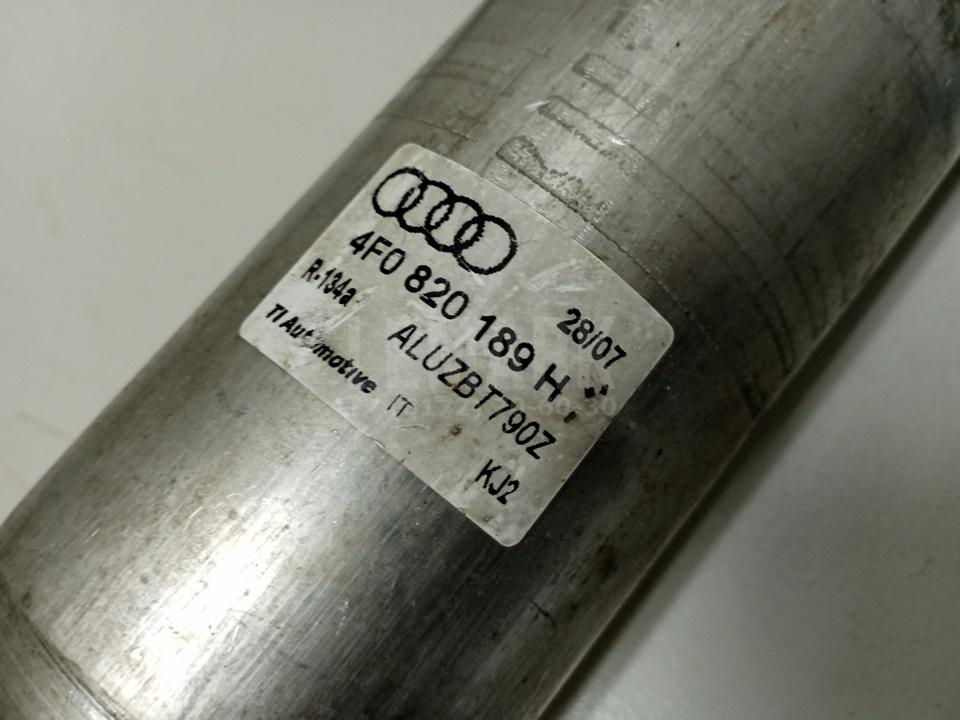 4F0 820 189 H
28/07
R-134a
ALUZBT790Z
TI Automotive IT
KJ2